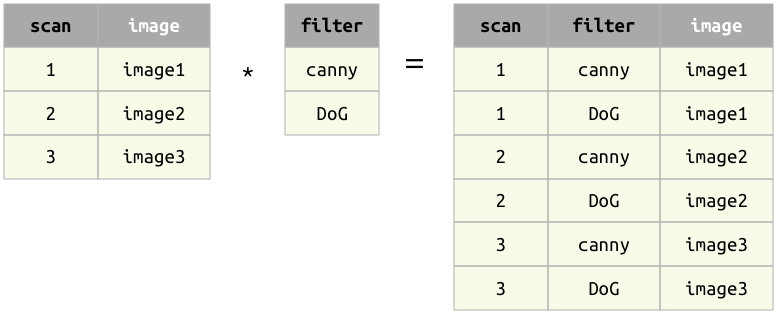 scan image
1 image1
2 image2
3 image3
*
filter
canny
DoG
=
scan filter image
1 canny image1
1 DoG image1
2 canny image2
2 DoG image2
3 canny image3
3 DoG image3